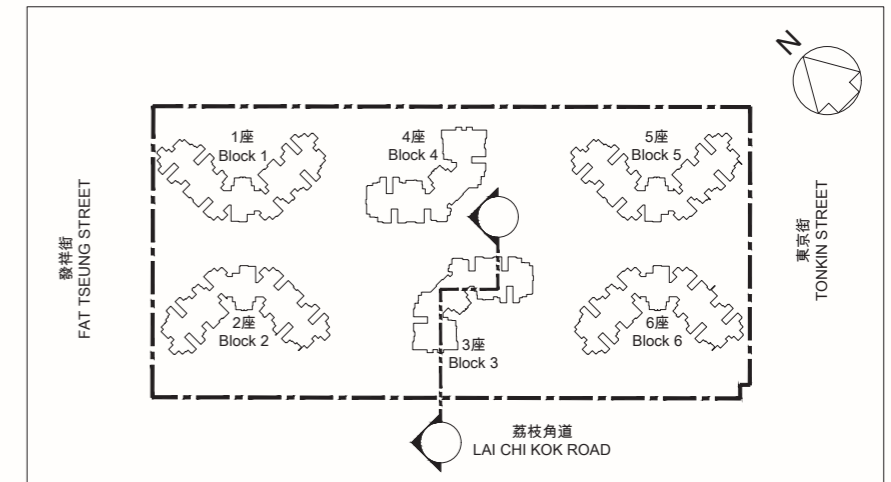 N
1座
Block 1
4座
Block 4
5座
Block 5
發祥街
FAT TSEUNG STREET
東京街
TONKIN STREET
2座
Block 2
3座
Block 3
6座
Block 6
荔枝角道
LAI CHI KOK ROAD